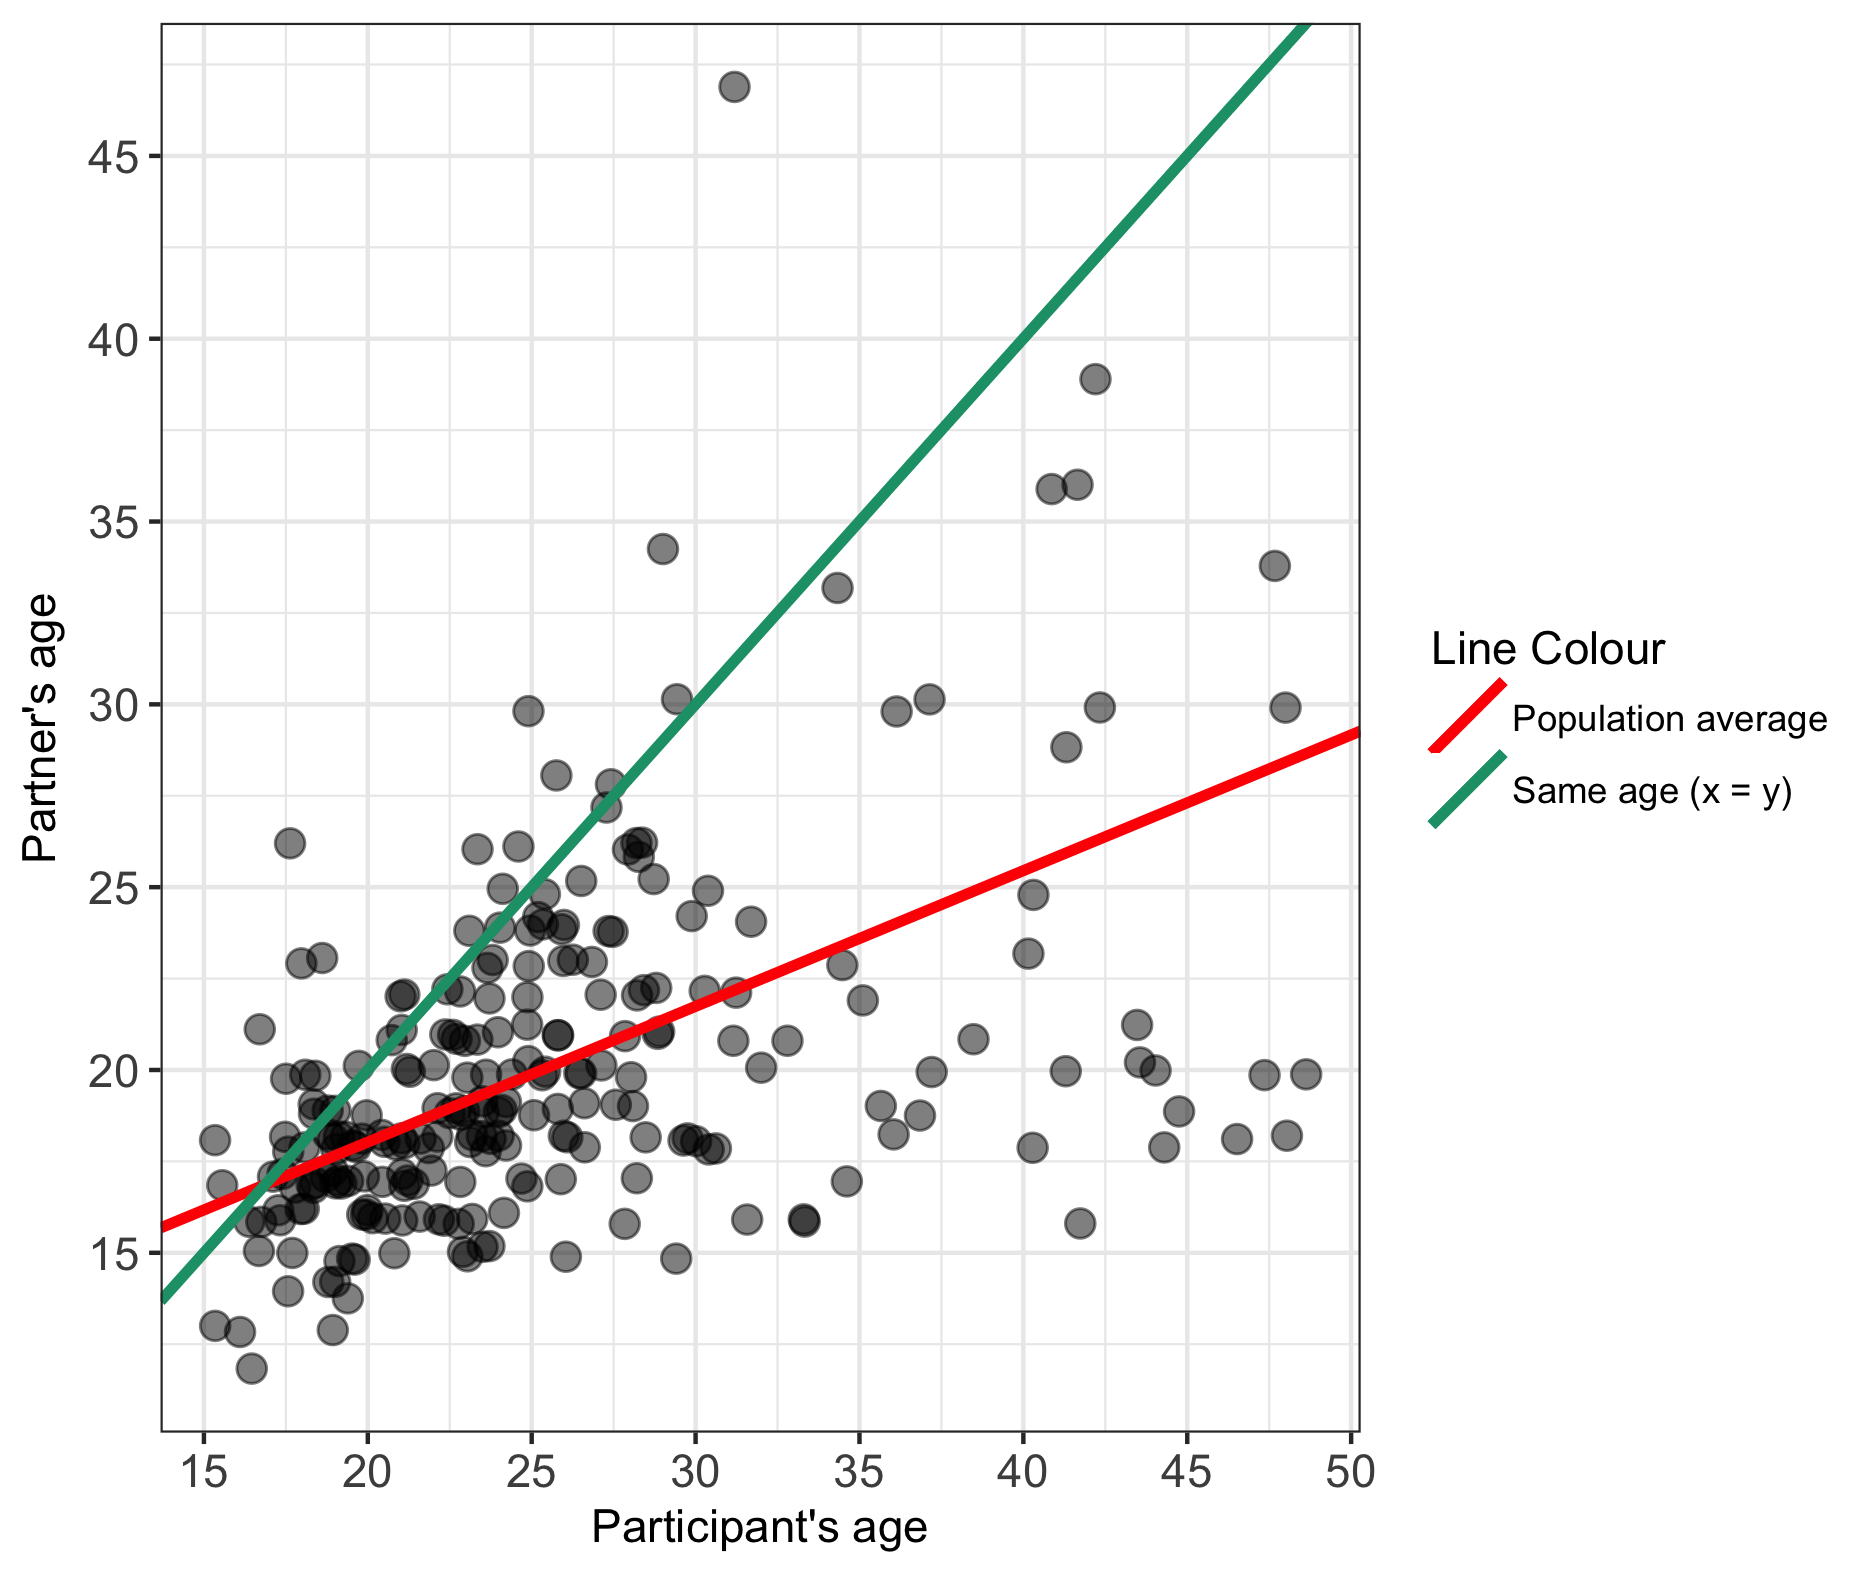 45
40
35
30
25
20
15
Partner's age
15 20 25 30 35 40 45 50
Participant's age
Line Colour
Population average
Same age (x = y)